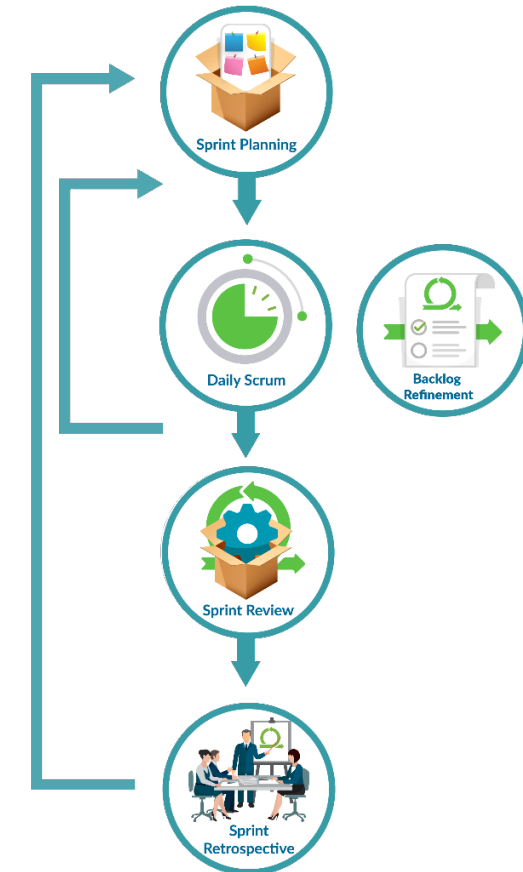 Sprint Planning
Daily Scrum
Backlog
Refinement
Sprint Review
Sprint
Retrospective